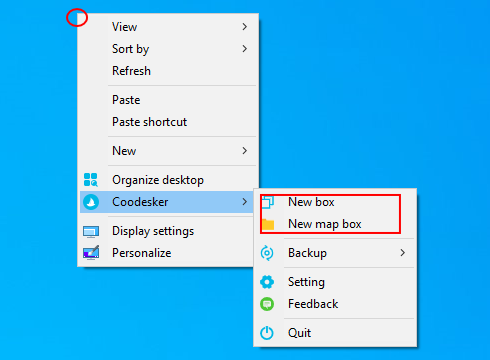 View
Sort by
Refresh
Paste
Paste shortcut
New
Organize desktop
Coodesker
New box
New map box
Display settings
Personalize
Backup
Setting
Feedback
Quit